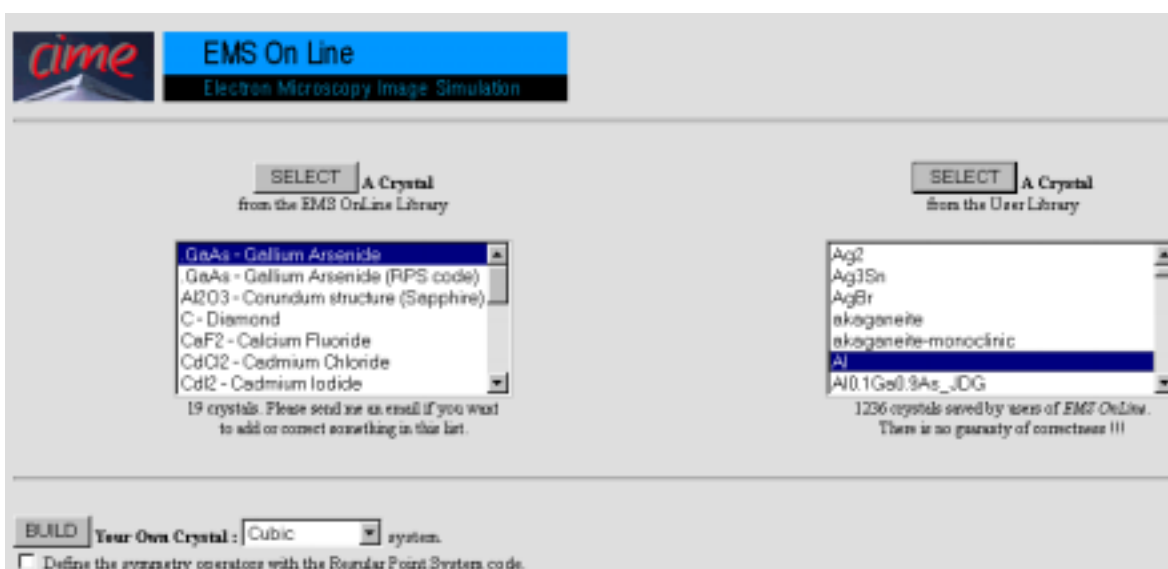 cime
EMS On Line
Electron Microscopy Image Simulation
SELECT A Crystal
from the EMS OnLine Library
.GaAs - Gallium Arsenide
.GaAs - Gallium Arsenide (RPS code)
Al2O3 - Corundum structure (Sapphire)
C - Diamond
CaF2 - Calcium Fluoride
CdCl2 - Cadmium Chloride
CdI2 - Cadmium Iodide
19 crystals. Please send me an email if you want
to add or correct something in this list.
SELECT A Crystal
from the User Library
Ag2
Ag3Sn
AgBr
akaganeite
akaganeite-monoclinic
Al
Al0.1Ga0.9As_JDG
1236 crystals saved by users of EMS OnLine.
There is no guaranty of correctness !!!
BUILD Your Own Crystal : Cubic system.
Define the symmetry operators with the Regular Point System code.